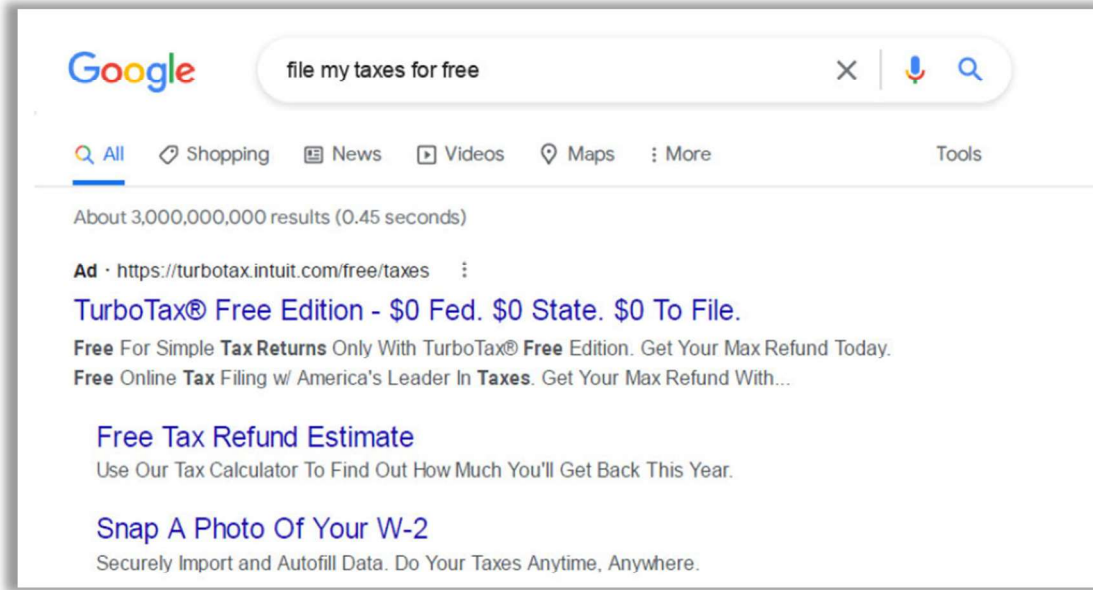 Google
file my taxes for free
All Shopping News Videos Maps More Tools
About 3,000,000,000 results (0.45 seconds)
Ad · https://turbotax.intuit.com/free/taxes
TurboTax® Free Edition - $0 Fed. $0 State. $0 To File.
Free For Simple Tax Returns Only With TurboTax® Free Edition. Get Your Max Refund Today.
Free Online Tax Filing w/ America's Leader In Taxes. Get Your Max Refund With...
Free Tax Refund Estimate
Use Our Tax Calculator To Find Out How Much You'll Get Back This Year.
Snap A Photo Of Your W-2
Securely Import and Autofill Data. Do Your Taxes Anytime, Anywhere.